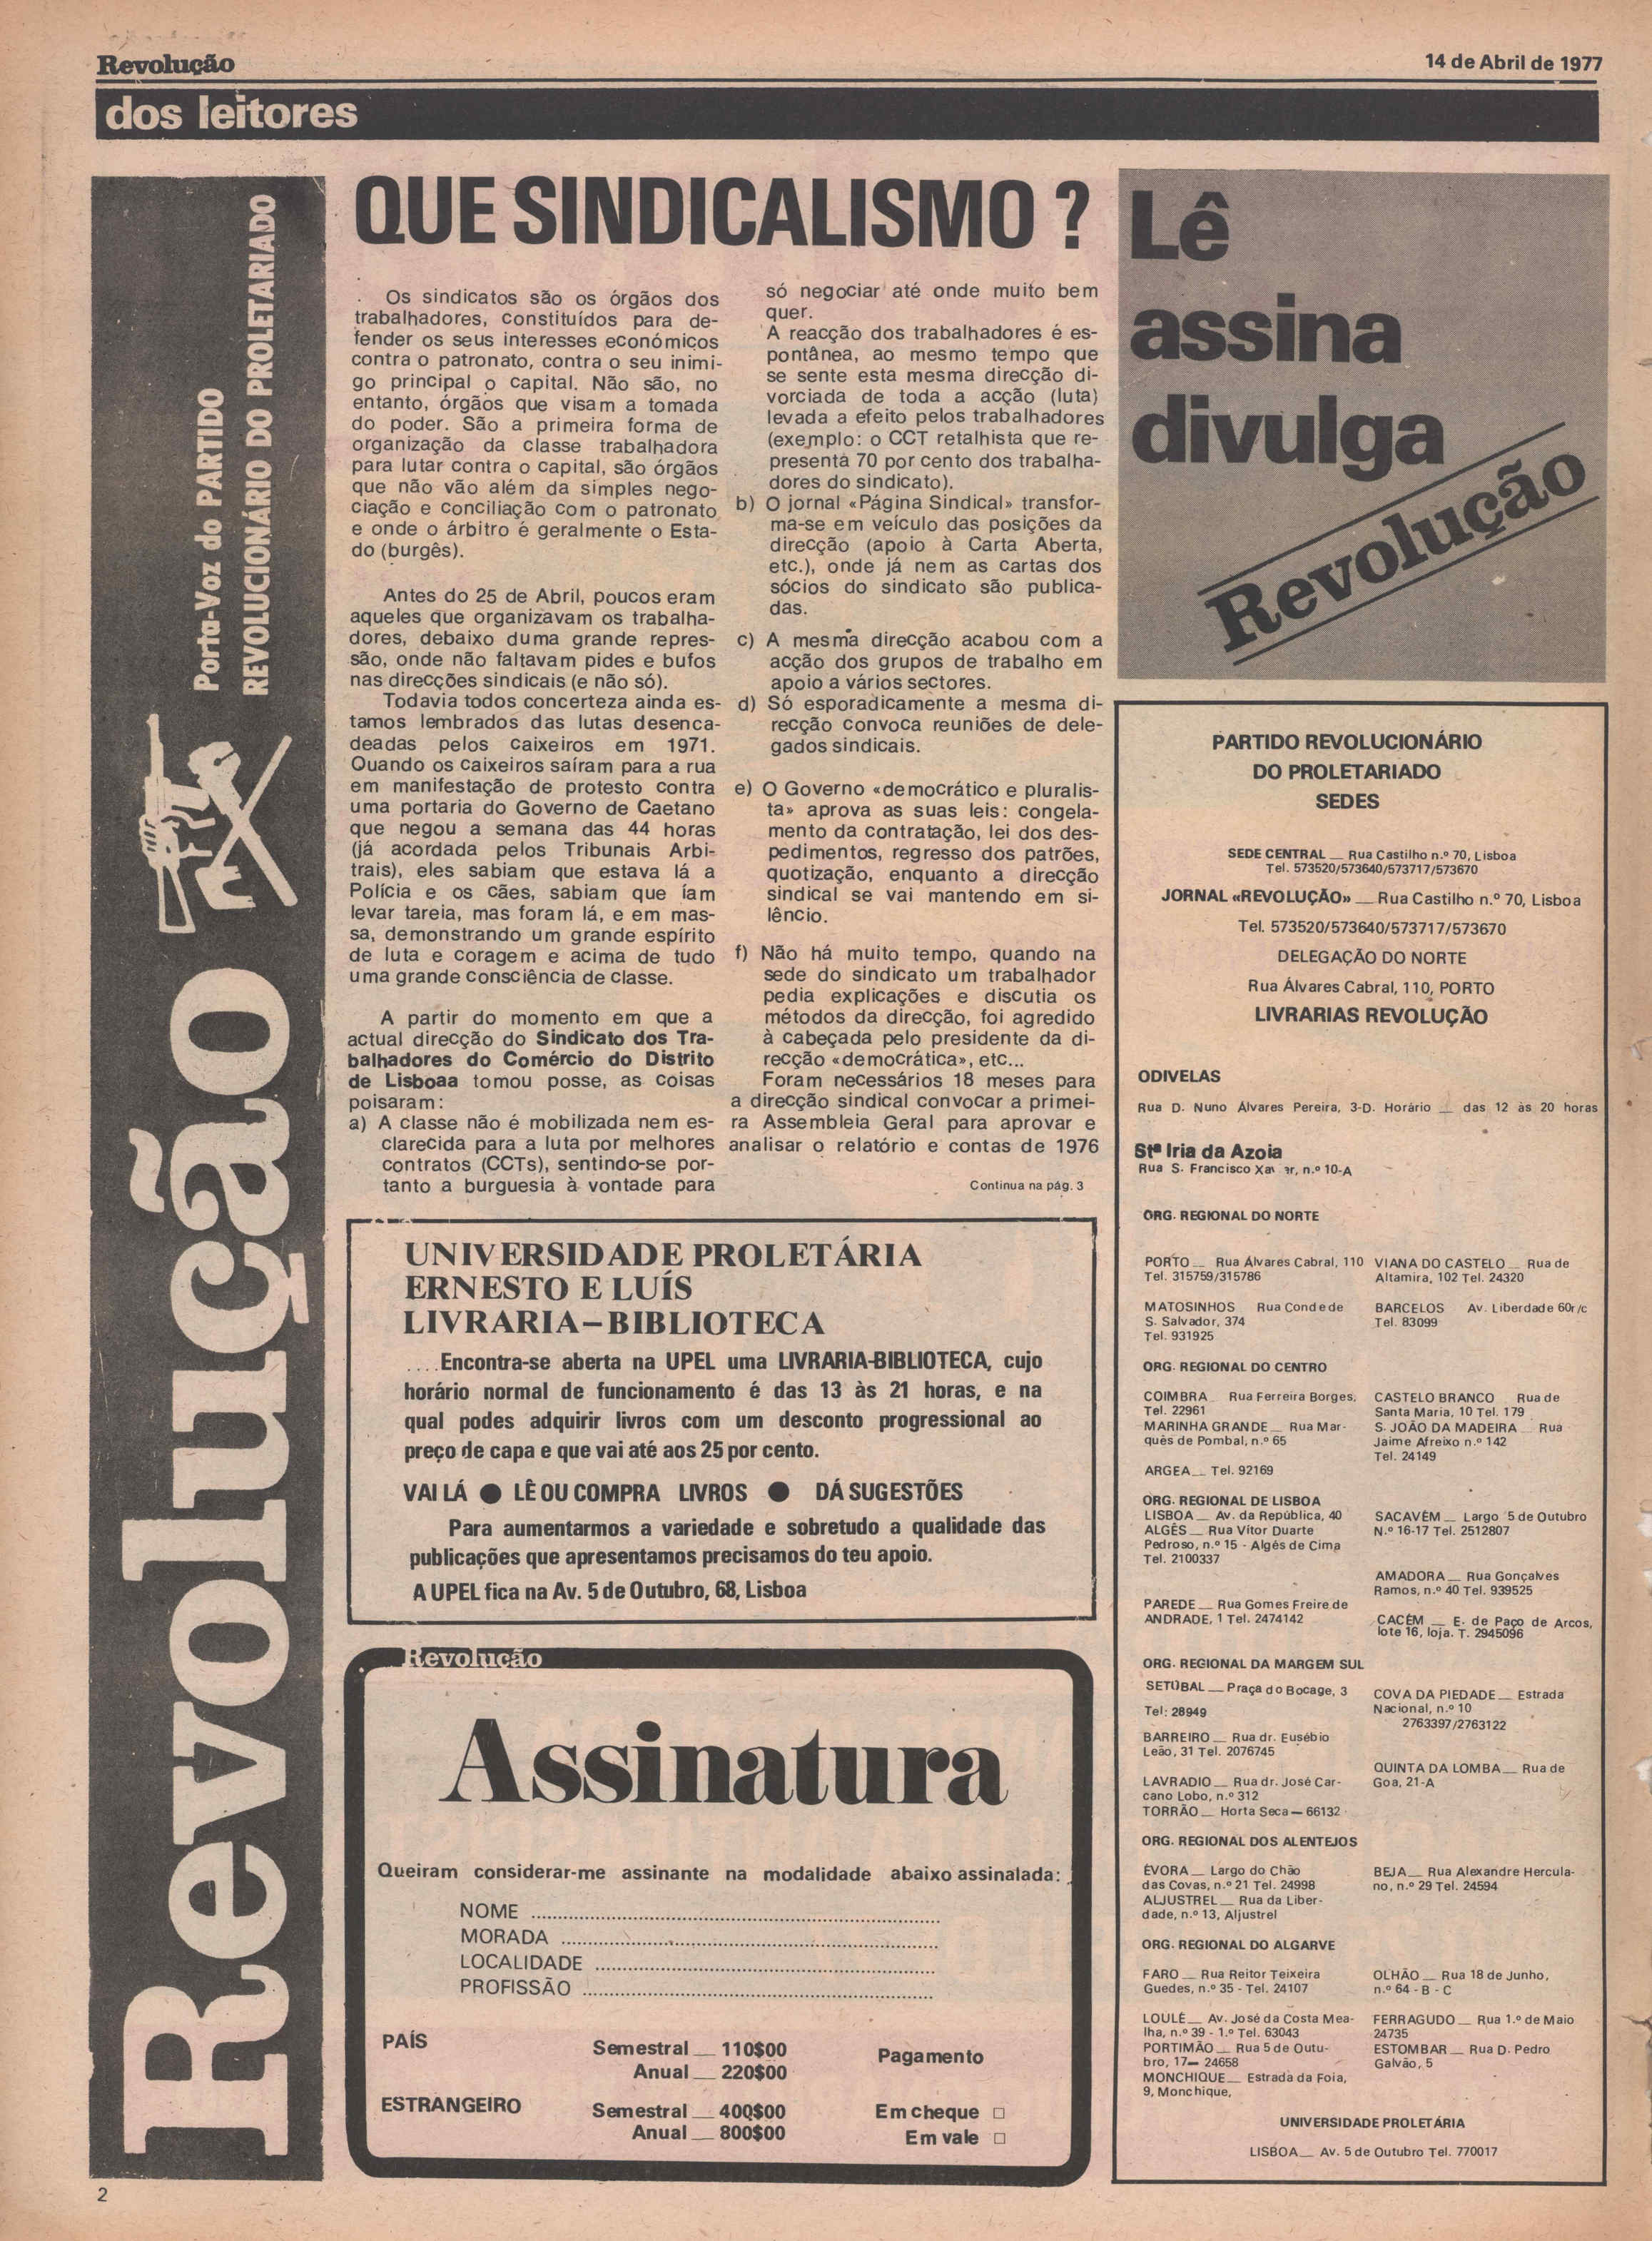 Revolução
14 de Abril de 1977
dos leitores
Porta-Voz do PARTIDO
REVOLUCIONÁRIO DO PROLETARIADO
Revolução
QUE SINDICALISMO ?
Os sindicatos são os órgãos dos
trabalhadores, constituídos para de-
fender os seus interesses económicos
contra o patronato, contra o seu inimi-
go principal o capital. Não são, no
entanto, órgãos que visam a tomada
do poder. São a primeira forma de
organização da classe trabalhadora
para lutar contra o capital, são órgãos
que não vão além da simples nego-
ciação e conciliação com o patronato
e onde o árbitro é geralmente o Esta-
do (burgês).
Antes do 25 de Abril, poucos eram
aqueles que organizavam os trabalha-
dores, debaixo duma grande repres-
são, onde não faltavam pides e bufos
nas direcções sindicais (e não só).
Todavia todos concerteza ainda es-
tamos lembrados das lutas desenca-
deadas pelos caixeiros em 1971.
Quando os caixeiros saíram para a rua
em manifestação de protesto contra
uma portaria do Governo de Caetano
que negou a semana das 44 horas
(já acordada pelos Tribunais Arbi-
trais), eles sabiam que estava lá a
Polícia e os cães, sabiam que íam
levar tareia, mas foram lá, e em mas-
sa, demonstrando um grande espírito
de luta e coragem e acima de tudo
uma grande consciência de classe.
A partir do momento em que a
actual direcção do Sindicato dos Tra-
balhadores do Comércio do Distrito
de Lisboaa tomou posse, as coisas
poisaram:
a) A classe não é mobilizada nem es-
clarecida para a luta por melhores
contratos (CCTs), sentindo-se por-
tanto a burguesia à vontade para
só negociar até onde muito bem
quer.
A reacção dos trabalhadores é es-
pontânea, ao mesmo tempo que
se sente esta mesma direcção di-
vorciada de toda a acção (luta)
levada a efeito pelos trabalhadores
(exemplo: o CCT retalhista que re-
presenta 70 por cento dos trabalha-
dores do sindicato).
b) O jornal «Página Sindical» transfor-
ma-se em veículo das posições da
direcção (apoio à Carta Aberta,
etc.), onde já nem as cartas dos
sócios do sindicato são publica-
das.
c) A mesma direcção acabou com a
acção dos grupos de trabalho em
apoio a vários sectores.
d) Só esporadicamente a mesma di-
recção convoca reuniões de dele-
gados sindicais.
e) O Governo «democrático e pluralis-
ta» aprova as suas leis: congela-
mento da contratação, lei dos des-
pedimentos, regresso dos patrões,
quotização, enquanto a direcção
sindical se vai mantendo em si-
lêncio.
f) Não há muito tempo, quando na
sede do sindicato um trabalhador
pedia explicações e discutia os
métodos da direcção, foi agredido
à cabeçada pelo presidente da di-
recção «democrática», etc...
Foram necessários 18 meses para
a direcção sindical convocar a primei-
ra Assembleia Geral para aprovar e
analisar o relatório e contas de 1976
Continua na pág. 3
UNIVERSIDADE PROLETÁRIA
ERNESTO E LUÍS
LIVRARIA–BIBLIOTECA
....Encontra-se aberta na UPEL uma LIVRARIA-BIBLIOTECA, cujo
horário normal de funcionamento é das 13 às 21 horas, e na
qual podes adquirir livros com um desconto progressional ao
preço de capa e que vai até aos 25 por cento.
VAI LÁ ● LÊ OU COMPRA LIVROS ● DÁ SUGESTÕES
Para aumentarmos a variedade e sobretudo a qualidade das
publicações que apresentamos precisamos do teu apoio.
A UPEL fica na Av. 5 de Outubro, 68, Lisboa
Revolução
Assinatura
Queiram considerar-me assinante na modalidade abaixo assinalada:
NOME ........................
MORADA ........................
LOCALIDADE ........................
PROFISSÃO ........................
PAÍS
Semestral — 110$00
Anual — 220$00
Pagamento
ESTRANGEIRO
Semestral — 400$00
Anual — 800$00
Em cheque □
Em vale □
Lê
assina
divulga
Revolução
PARTIDO REVOLUCIONÁRIO
DO PROLETARIADO
SEDES
SEDE CENTRAL — Rua Castilho n.º 70, Lisboa
Tel. 573520/573640/573717/573670
JORNAL «REVOLUÇÃO» — Rua Castilho n.º 70, Lisboa
Tel. 573520/573640/573717/573670
DELEGAÇÃO DO NORTE
Rua Álvares Cabral, 110, PORTO
LIVRARIAS REVOLUÇÃO
ODIVELAS
Rua D. Nuno Álvares Pereira, 3-D. Horário — das 12 às 20 horas
Stª Iria da Azoia
Rua S. Francisco n.º 10-A
ORG. REGIONAL DO NORTE
PORTO — Rua Álvares Cabral, 110
Tel. 315759/315786
MATOSINHOS Rua Conde de
S. Salvador, 374
Tel. 931925
VIANA DO CASTELO — Rua de
Altamira, 102 Tel. 24320
BARCELOS Av. Liberdade 60r/c
Tel. 83099
ORG. REGIONAL DO CENTRO
COIMBRA Rua Ferreira Borges,
Tel. 22961
MARINHA GRANDE — Rua Mar-
quês de Pombal, n.º 65
ARGEA — Tel. 92169
CASTELO BRANCO Rua de
Santa Maria, 10 Tel. 179
S. JOÃO DA MADEIRA — Rua
Jaime Afreixo n.º 142
Tel. 24149
ORG. REGIONAL DE LISBOA
LISBOA — Av. da República, 40
ALGÉS — Rua Vítor Duarte
Pedroso, n.º 15 - Algés de Cima
Tel. 2100337
PAREDE — Rua Gomes Freire de
ANDRADE, 1 Tel. 2474142
SACAVÉM — Largo 5 de Outubro
N.º 16-17 Tel. 2512807
AMADORA — Rua Gonçalves
Ramos, n.º 40 Tel. 939525
CACÉM — E. de Paço de Arcos,
lote 16, loja. T. 2945096
ORG. REGIONAL DA MARGEM SUL
SETÚBAL — Praça do Bocage, 3
Tel: 28949
BARREIRO — Rua dr. Eusébio
Leão, 31 Tel. 2076745
LAVRADIO — Rua dr. José Car-
cano Lobo, n.º 312
TORRÃO — Horta Seca — 66132
COVA DA PIEDADE — Estrada
Nacional, n.º 10
2763397/2763122
QUINTA DA LOMBA — Rua de
Goa, 21-A
ORG. REGIONAL DOS ALENTEJOS
ÉVORA — Largo do Chão
das Covas, n.º 21 Tel. 24998
ALJUSTREL — Rua da Liber-
dade, n.º 13, Aljustrel
BEJA — Rua Alexandre Hercula-
no, n.º 29 Tel. 24594
ORG. REGIONAL DO ALGARVE
FARO — Rua Reitor Teixeira
Guedes, n.º 35 - Tel. 24107
LOULÉ — Av. José da Costa Mea-
lha, n.º 39 - 1.º Tel. 63043
PORTIMÃO — Rua 5 de Outu-
bro, 17— 24658
MONCHIQUE — Estrada da Foia,
9, Monchique,
OLHÃO — Rua 18 de Junho,
n.º 64 - B - C
FERRAGUDO — Rua 1.º de Maio
24735
ESTOMBAR — Rua D. Pedro
Galvão, 5
UNIVERSIDADE PROLETÁRIA
LISBOA — Av. 5 de Outubro Tel. 770017
2